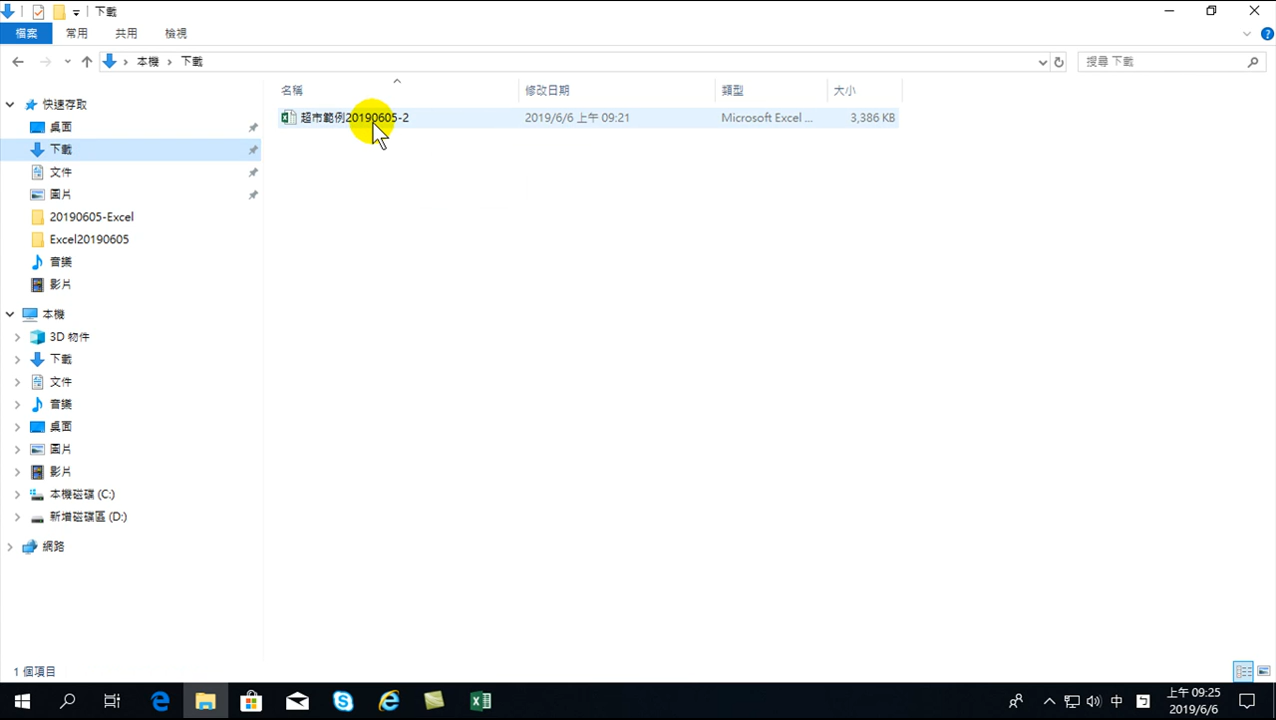 下載
檔案 常用 共用 檢視
本機 下載 搜尋 下載
名稱 修改日期 類型 大小
超市範例20190605-2 2019/6/6 上午 09:21 Microsoft Excel ... 3,386 KB
快速存取
桌面
下載
文件
圖片
20190605-Excel
Excel20190605
音樂
影片
本機
3D 物件
下載
文件
音樂
桌面
圖片
影片
本機磁碟 (C:)
新增磁碟區 (D:)
網路
1 個項目
中
上午 09:25
2019/6/6